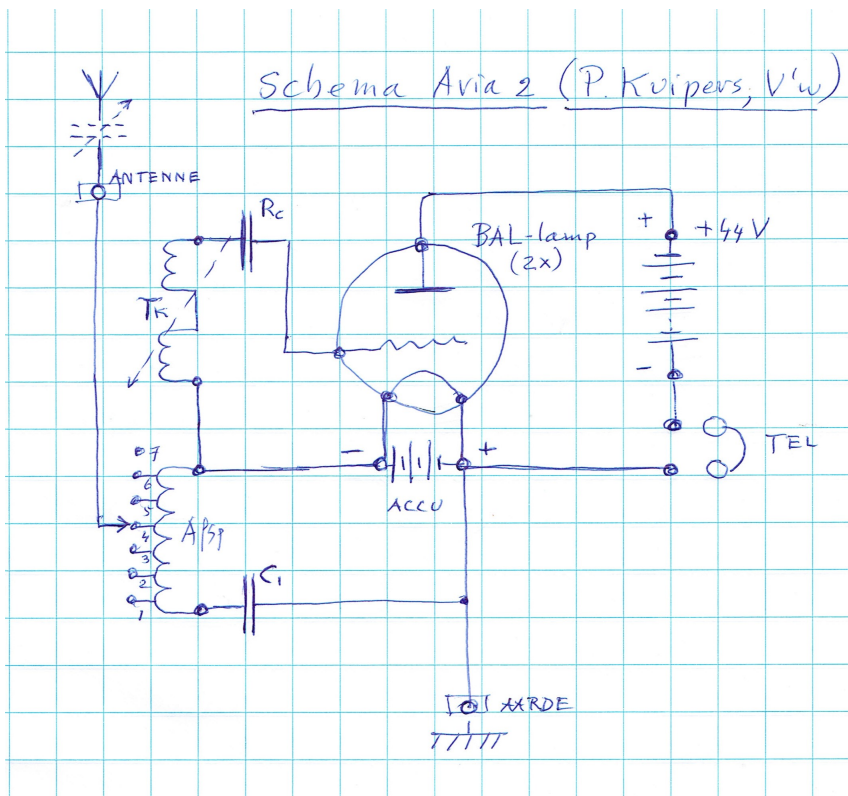 Schema Avia 2 (P. Kuipers, V'w)
ANTENNE
Rc
BAL-lamp
(2x)
+ +44V
TK
-
TEL
- +
ACCU
7
6
5
4
3
2
1
Afsp
C1
AARDE